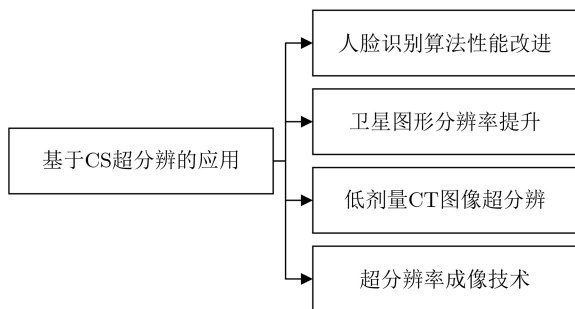 人脸识别算法性能改进
卫星图形分辨率提升
基于CS超分辨的应用
低剂量CT图像超分辨
超分辨率成像技术